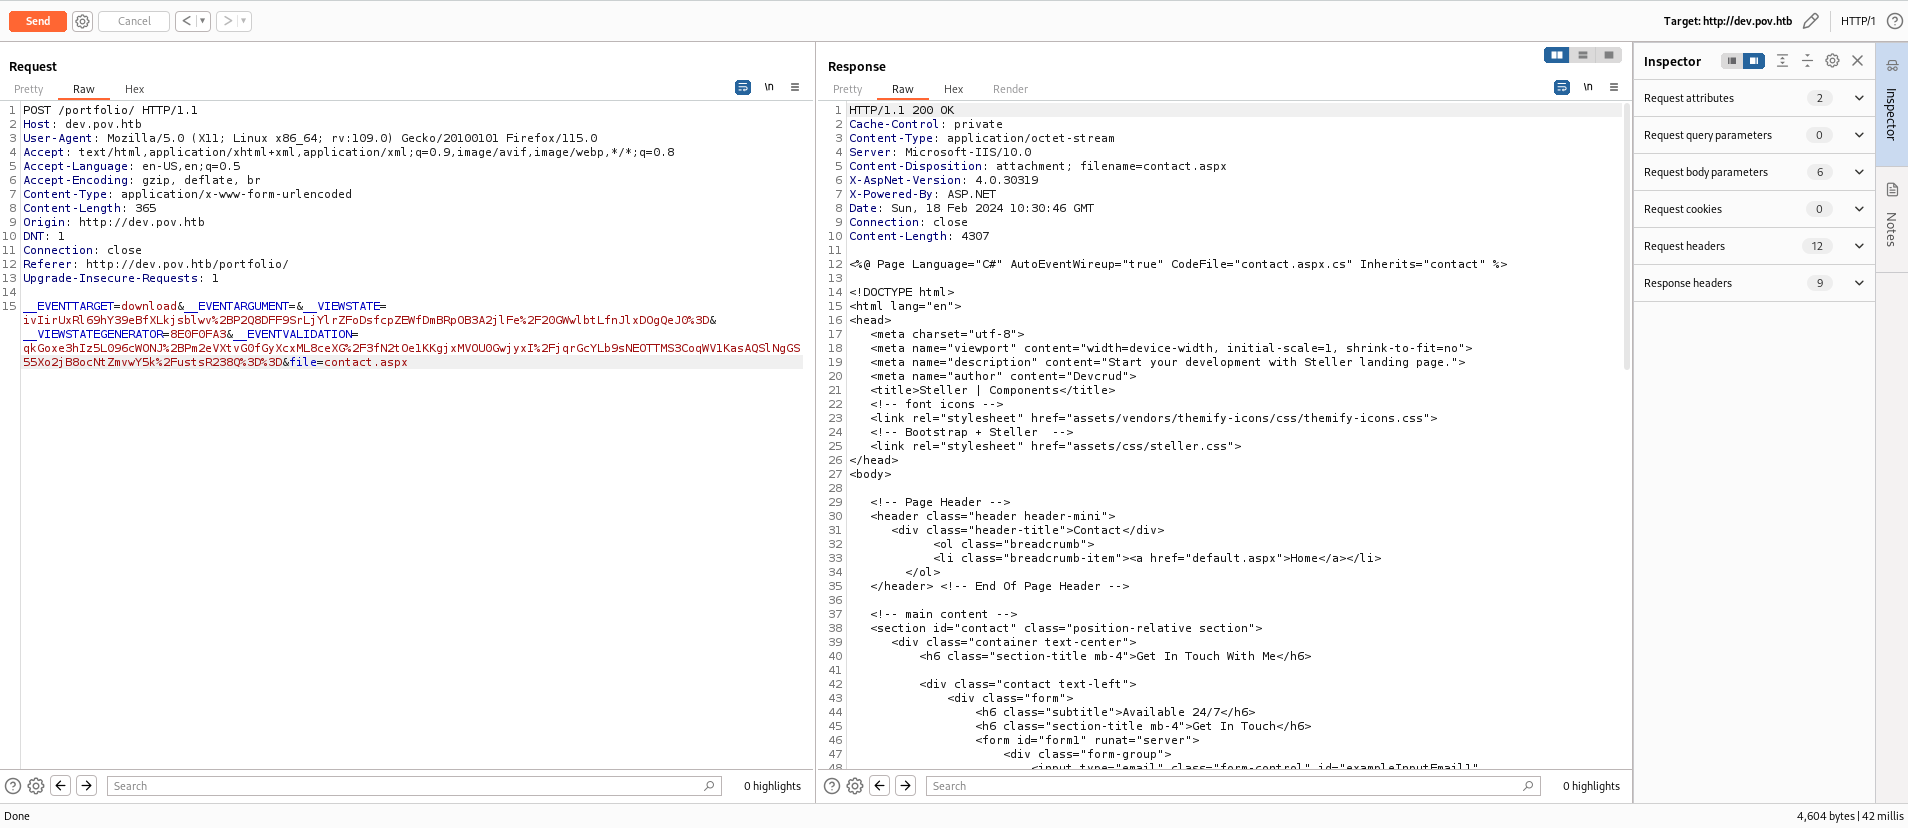 Send
Cancel
<
>
Target: http://dev.pov.htb
HTTP/1
?
Request
Pretty Raw Hex
\n
1 POST /portfolio/ HTTP/1.1
2 Host: dev.pov.htb
3 User-Agent: Mozilla/5.0 (X11; Linux x86_64; rv:109.0) Gecko/20100101 Firefox/115.0
4 Accept: text/html,application/xhtml+xml,application/xml;q=0.9,image/avif,image/webp,*/*;q=0.8
5 Accept-Language: en-US,en;q=0.5
6 Accept-Encoding: gzip, deflate, br
7 Content-Type: application/x-www-form-urlencoded
8 Content-Length: 365
9 Origin: http://dev.pov.htb
10 DNT: 1
11 Connection: close
12 Referer: http://dev.pov.htb/portfolio/
13 Upgrade-Insecure-Requests: 1
14
15 __EVENTTARGET=download&__EVENTARGUMENT=&__VIEWSTATE=
ivIirUxRl69hY39eBfXLkjsblwv%2BP2Q8DFF9SrLjYlrZFoDsfcpZEWfDmBRpOB3A2jlFe%2F20GWwlbtLfnJlxDOgQeJ0%3D&
__VIEWSTATEGENERATOR=8E0F0FA3&__EVENTVALIDATION=
qkGoxe3hIz5L096cWONJ%2BPm2eVXtvG0fGyXcxML8ceXG%2F3fN2tOe1KKgjxMVOU0GwjyxI%2FjqrGcYLb9sNE0TTMS3CoqWV1KasAQSlNgGS
55Xo2jB8ocNtZmvwY5k%2FustsR238Q%3D%3D&file=contact.aspx
Search
0 highlights
Response
Pretty Raw Hex Render
\n
1 HTTP/1.1 200 OK
2 Cache-Control: private
3 Content-Type: application/octet-stream
4 Server: Microsoft-IIS/10.0
5 Content-Disposition: attachment; filename=contact.aspx
6 X-AspNet-Version: 4.0.30319
7 X-Powered-By: ASP.NET
8 Date: Sun, 18 Feb 2024 10:30:46 GMT
9 Connection: close
10 Content-Length: 4307
11
12 <%@ Page Language="C#" AutoEventWireup="true" CodeFile="contact.aspx.cs" Inherits="contact" %>
13
14 <!DOCTYPE html>
15 <html lang="en">
16 <head>
17 <meta charset="utf-8">
18 <meta name="viewport" content="width=device-width, initial-scale=1, shrink-to-fit=no">
19 <meta name="description" content="Start your development with Steller landing page.">
20 <meta name="author" content="Devcrud">
21 <title>Steller | Components</title>
22 <!-- font icons -->
23 <link rel="stylesheet" href="assets/vendors/themify-icons/css/themify-icons.css">
24 <!-- Bootstrap + Steller  -->
25 <link rel="stylesheet" href="assets/css/steller.css">
26 </head>
27 <body>
28
29 <!-- Page Header -->
30 <header class="header header-mini">
31 <div class="header-title">Contact</div>
32 <ol class="breadcrumb">
33 <li class="breadcrumb-item"><a href="default.aspx">Home</a></li>
34 </ol>
35 </header> <!-- End Of Page Header -->
36
37 <!-- main content -->
38 <section id="contact" class="position-relative section">
39 <div class="container text-center">
40 <h6 class="section-title mb-4">Get In Touch With Me</h6>
41
42 <div class="contact text-left">
43 <div class="form">
44 <h6 class="subtitle">Available 24/7</h6>
45 <h6 class="section-title mb-4">Get In Touch</h6>
46 <form id="form1" runat="server">
47 <div class="form-group">
48 <input type="email" class="form-control" id="exampleInputEmail1"
Search
0 highlights
Inspector
Request attributes 2
Request query parameters 0
Request body parameters 6
Request cookies 0
Request headers 12
Response headers 9
Inspector
Notes
Done
4,604 bytes | 42 millis